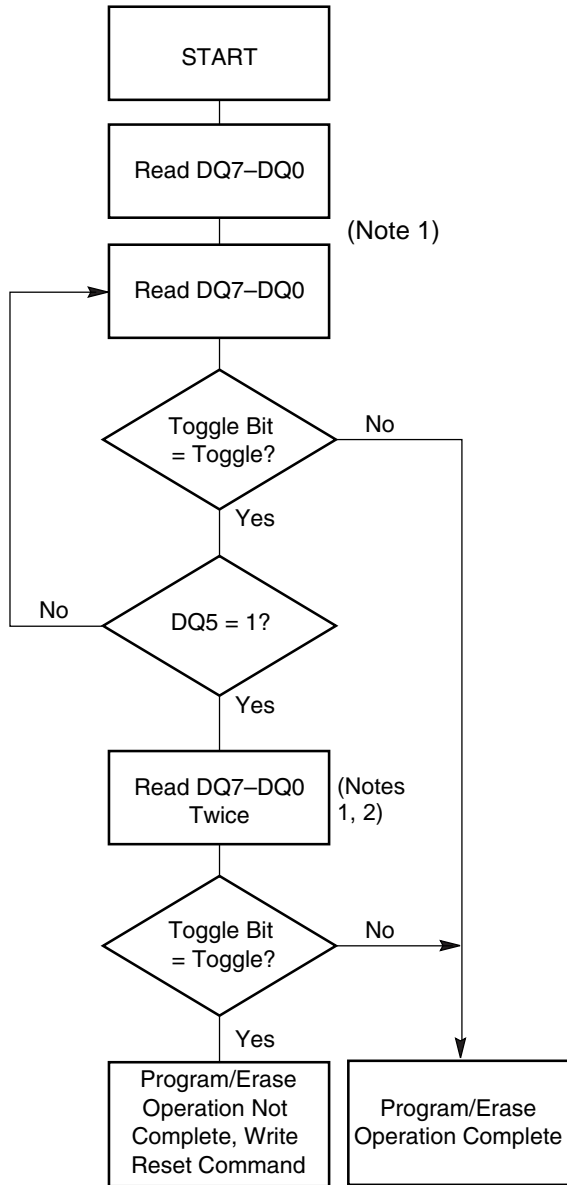 START
Read DQ7–DQ0
(Note 1)
Read DQ7–DQ0
Toggle Bit
= Toggle?
No
Yes
DQ5 = 1?
No
Yes
Read DQ7–DQ0
Twice
(Notes
1, 2)
Toggle Bit
= Toggle?
No
Yes
Program/Erase
Operation Not
Complete, Write
Reset Command
Program/Erase
Operation Complete